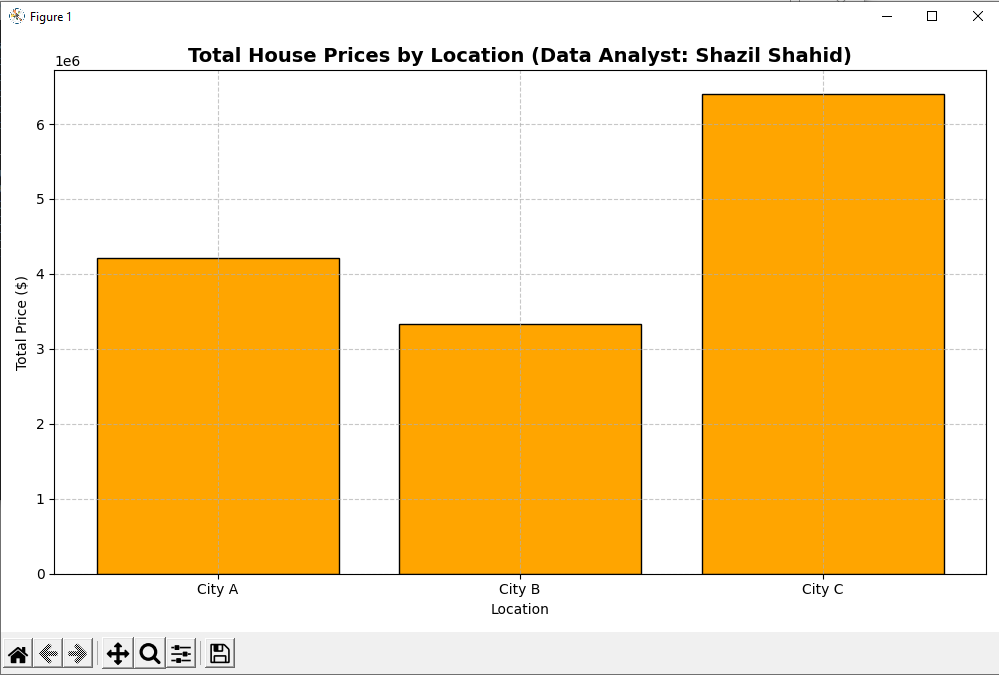 Figure 1
Total House Prices by Location (Data Analyst: Shazil Shahid)
1e6
6
5
4
3
2
1
0
Total Price ($)
City A City B City C
Location